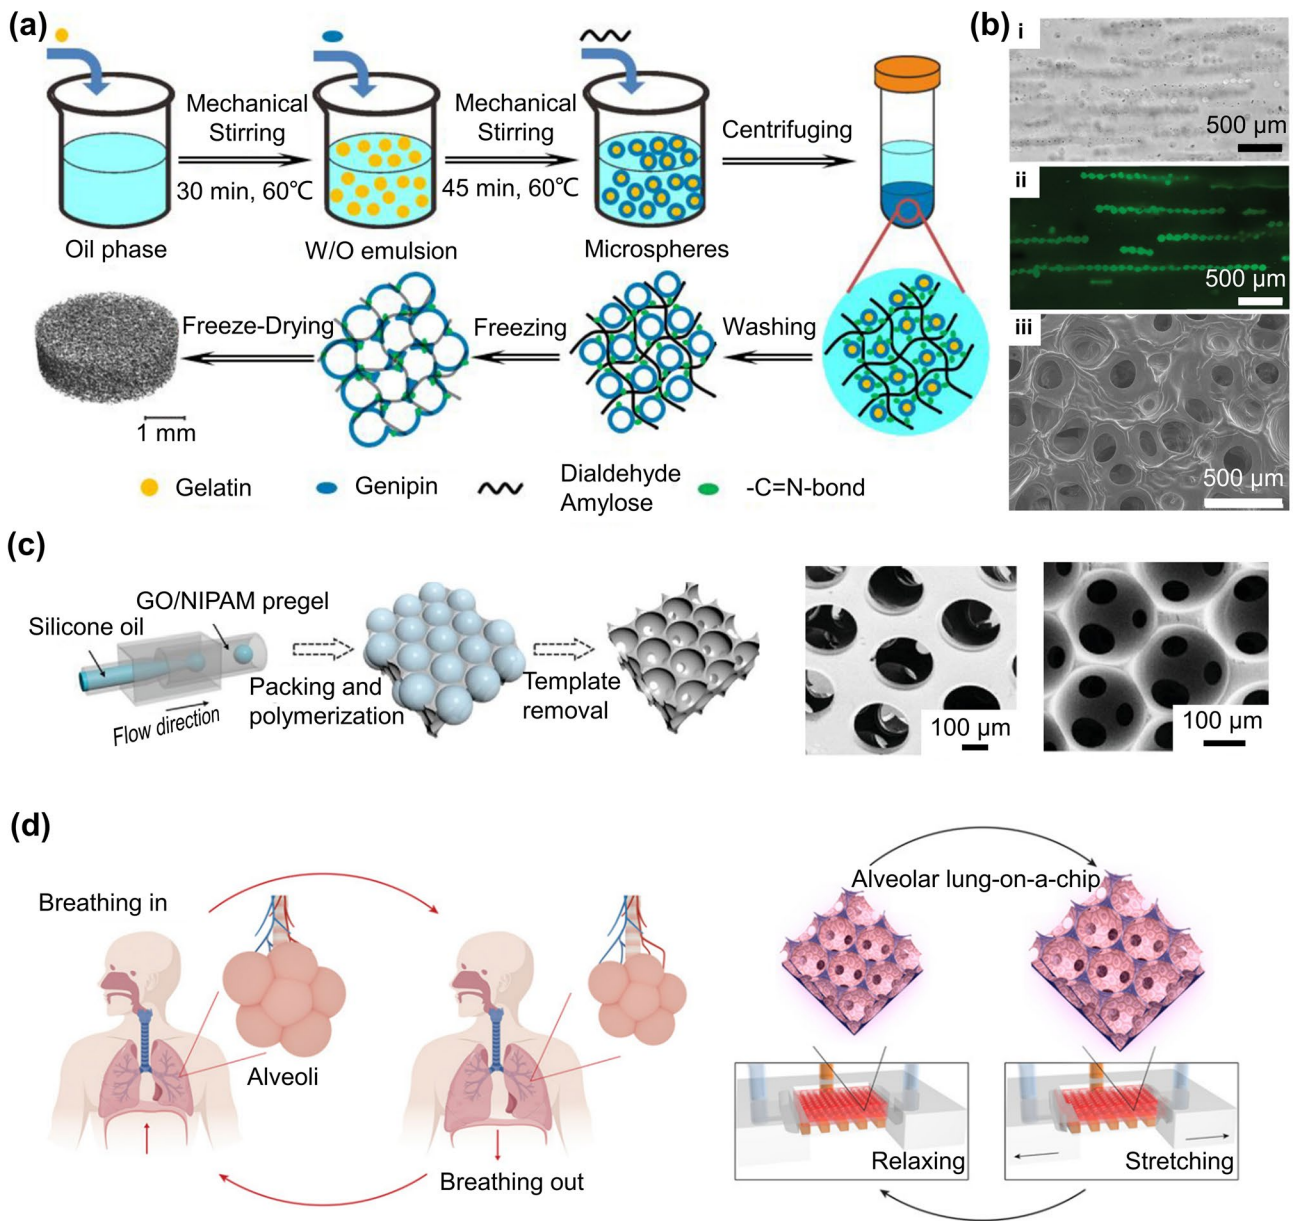 (a)
Mechanical
Stirring
30 min, 60℃
Mechanical
Stirring
45 min, 60℃
Centrifuging
Oil phase
W/O emulsion
Microspheres
Freeze-Drying
Freezing
Washing
1 mm
Gelatin
Genipin
Dialdehyde
Amylose
-C=N-bond
(b)
i
500 µm
ii
500 µm
iii
500 µm
(c)
GO/NIPAM pregel
Silicone oil
Flow direction
Packing and
polymerization
Template
removal
100 µm
100 µm
(d)
Breathing in
Alveoli
Breathing out
Alveolar lung-on-a-chip
Relaxing
Stretching